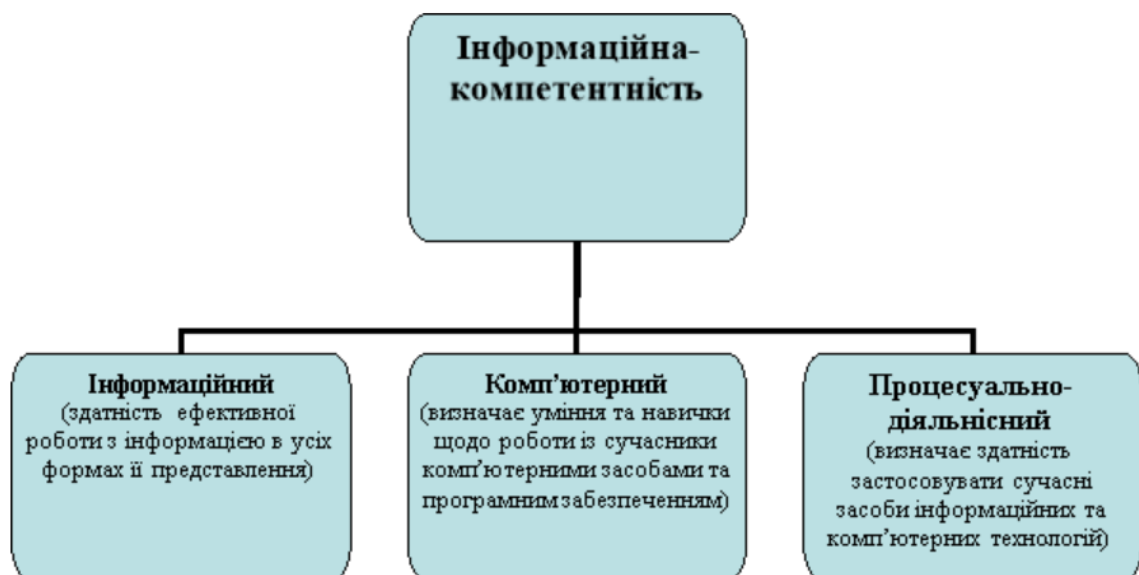 Інформаційна-
компетентність
Інформаційний
(здатність ефективної
роботи з інформацією в усіх
формах її представлення)
Комп’ютерний
(визначає уміння та навички
щодо роботи із сучасники
комп’ютерними засобами та
програмним забезпеченням)
Процесуально-
діяльнісний
(визначає здатність
застосовувати сучасні
засоби інформаційних та
комп’ютерних технологій)